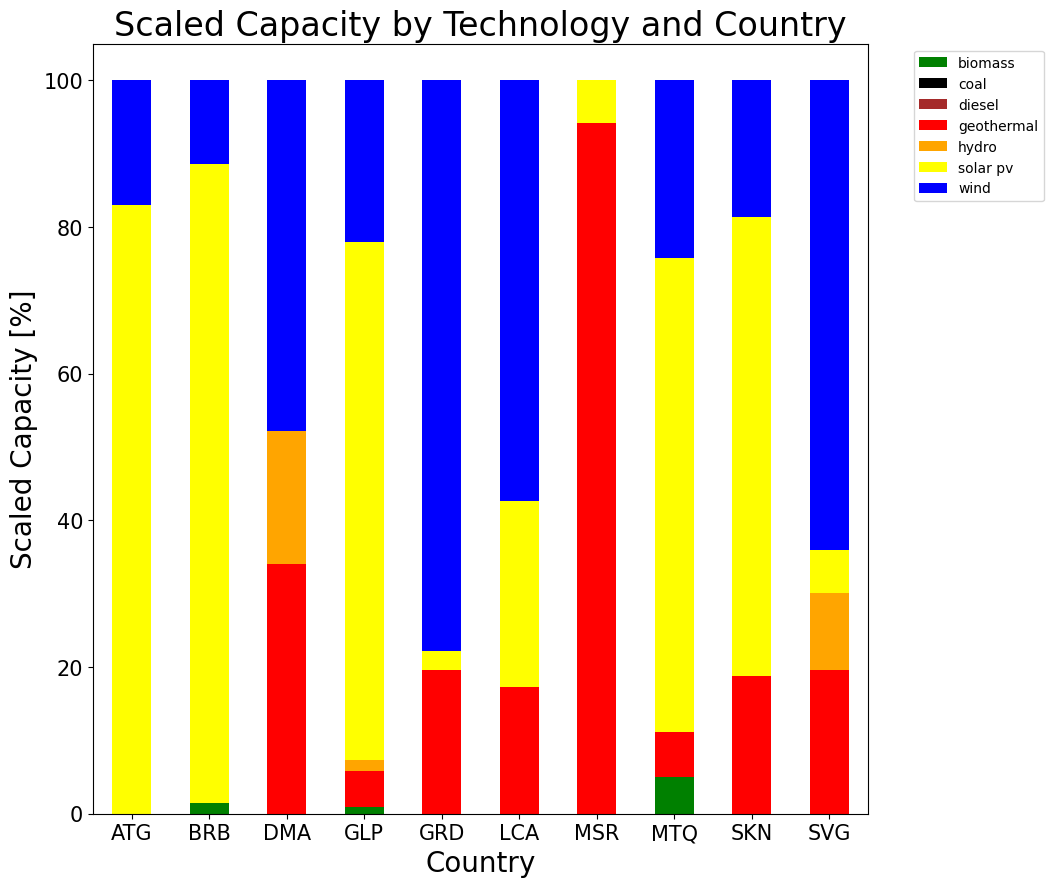 Scaled Capacity by Technology and Country
Scaled Capacity [%]
100
80
60
40
20
0
ATG BRB DMA GLP GRD LCA MSR MTQ SKN SVG
Country
biomass
coal
diesel
geothermal
hydro
solar pv
wind